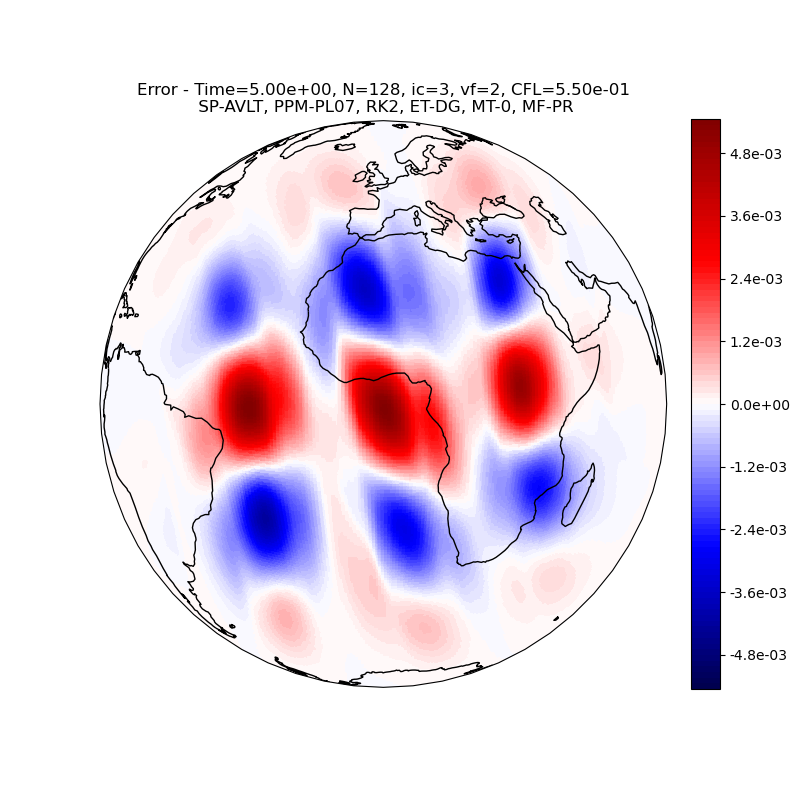 Error - Time=5.00e+00, N=128, ic=3, vf=2, CFL=5.50e-01
SP-AVLT, PPM-PL07, RK2, ET-DG, MT-0, MF-PR
4.8e-03
3.6e-03
2.4e-03
1.2e-03
0.0e+00
-1.2e-03
-2.4e-03
-3.6e-03
-4.8e-03